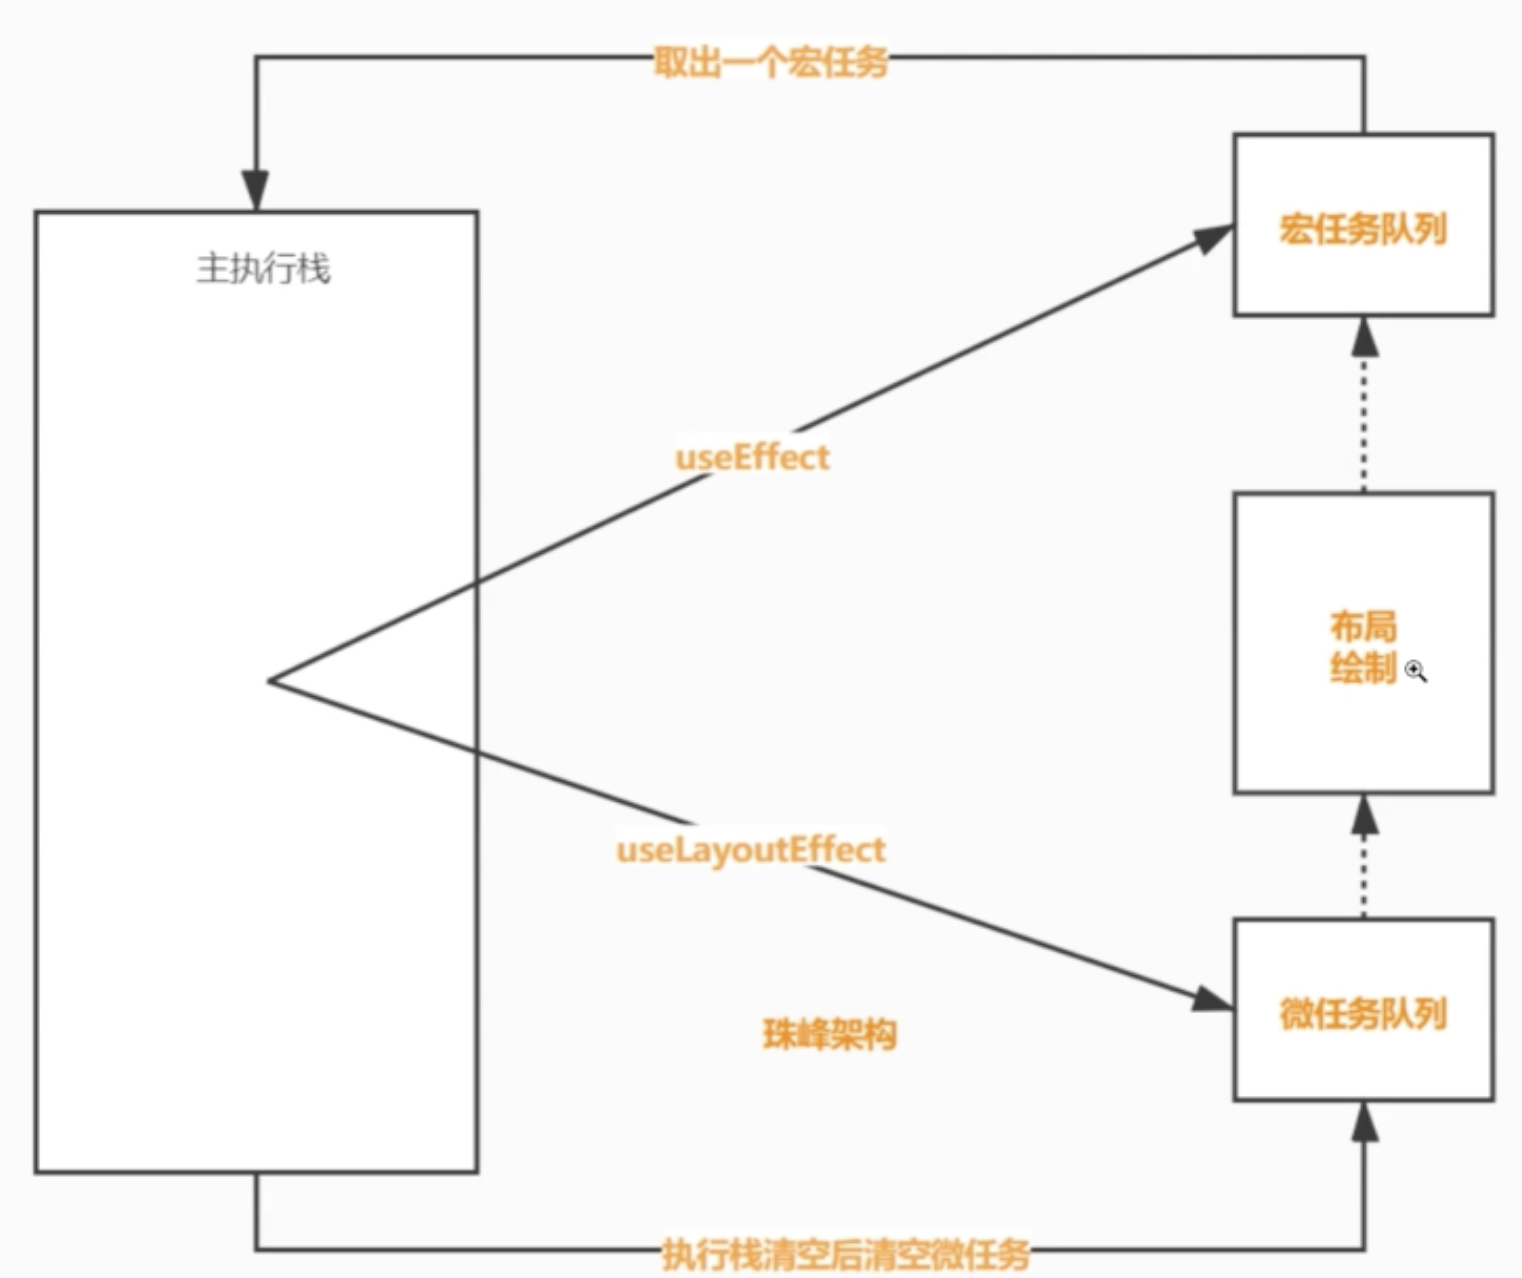 取出一个宏任务
宏任务队列
主执行栈
useEffect
布局
绘制
useLayoutEffect
微任务队列
珠峰架构
执行栈清空后清空微任务